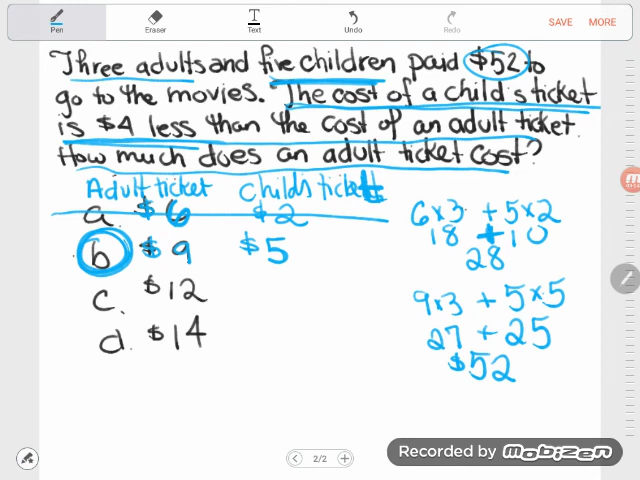 Pen
Eraser
Text
Undo
Redo
SAVE
MORE
Three adults and five children paid $52 to
go to the movies. The cost of a child's ticket
is $4 less than the cost of an adult ticket.
How much does an adult ticket cost?
Adult ticket Child's ticket
a. $6 $2
b $9 $5
c. $12
d. $14
6x3 + 5x2
18 + 10
28
9x3 + 5x5
27 + 25
$52
2/2
Recorded by Mobizen